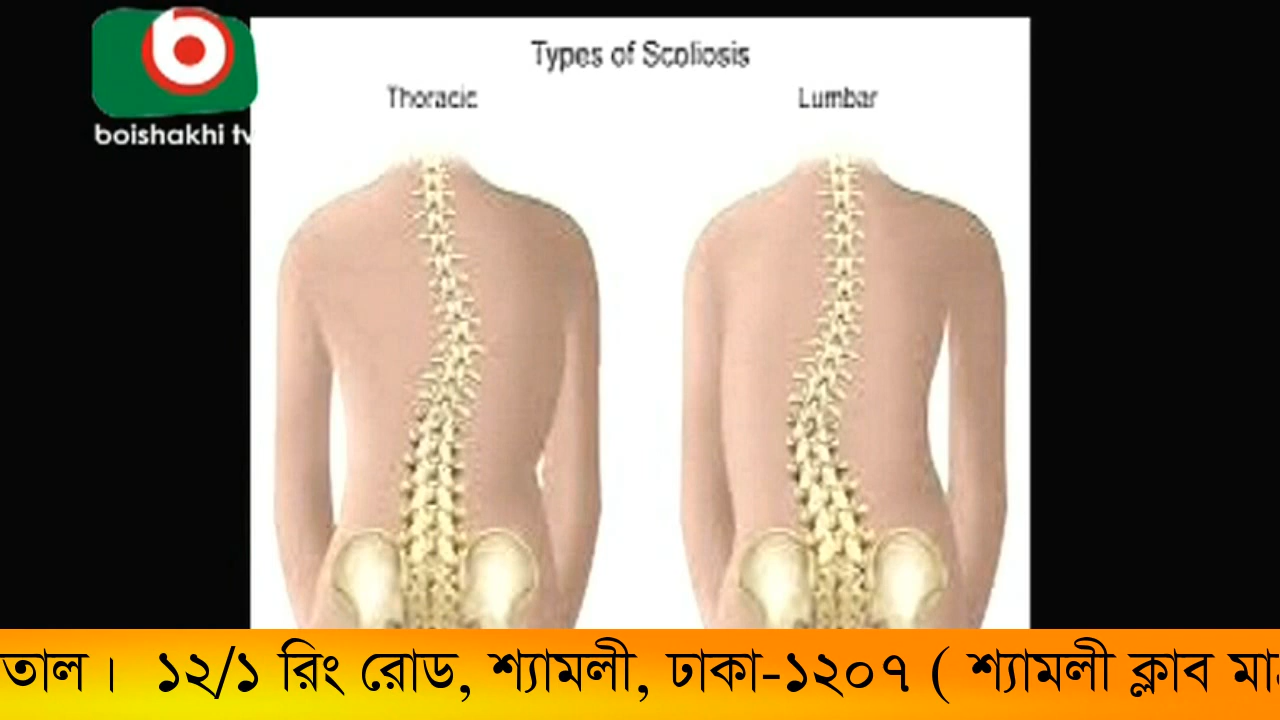 boishakhi tv
Types of Scoliosis
Thoracic
Lumbar
তাল। ১২/১ রিং রোড, শ্যামলী, ঢাকা-১২০৭ ( শ্যামলী ক্লাব